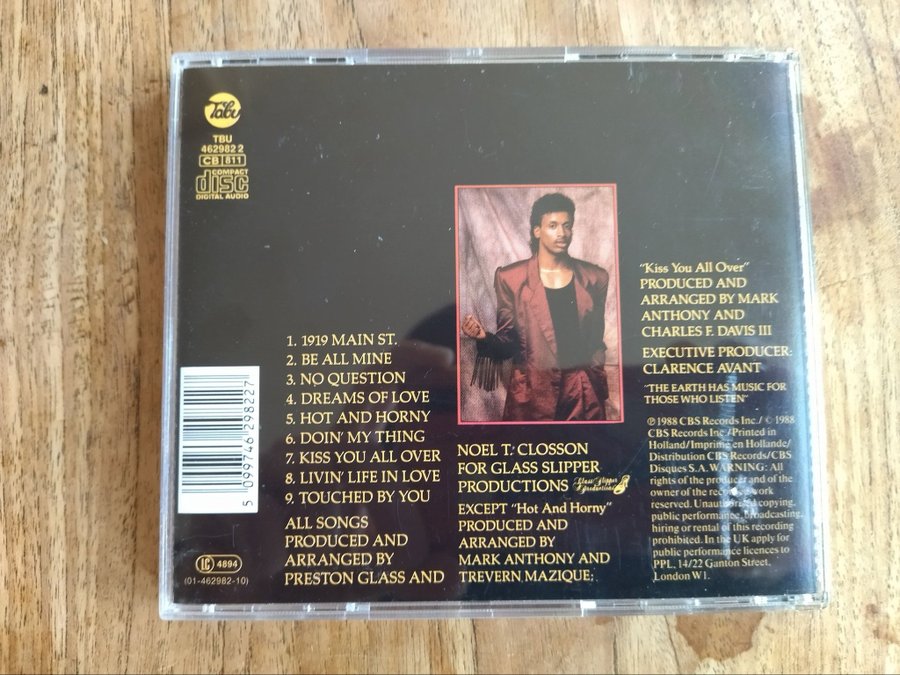 Tabu
TBU
462982 2
CB 811
COMPACT
disc
DIGITAL AUDIO
1. 1919 MAIN ST.
2. BE ALL MINE
3. NO QUESTION
4. DREAMS OF LOVE
5. HOT AND HORNY
6. DOIN' MY THING
7. KISS YOU ALL OVER
8. LIVIN' LIFE IN LOVE
9. TOUCHED BY YOU
ALL SONGS
PRODUCED AND
ARRANGED BY
PRESTON GLASS AND
NOEL T. CLOSSON
FOR GLASS SLIPPER
PRODUCTIONS Glass Slipper Productions
EXCEPT "Hot And Horny"
PRODUCED AND
ARRANGED BY
MARK ANTHONY AND
TREVERN MAZIQUE:
"Kiss You All Over"
PRODUCED AND
ARRANGED BY MARK
ANTHONY AND
CHARLES F. DAVIS III
EXECUTIVE PRODUCER:
CLARENCE AVANT
"THE EARTH HAS MUSIC FOR
THOSE WHO LISTEN"
℗ 1988 CBS Records Inc./ © 1988
CBS Records Inc./Printed in
Holland/Imprimé en Hollande/
Distribution CBS Records/CBS
Disques S.A. WARNING: All
rights of the producer and of the
owner of the recorded work
reserved. Unauthorized copying,
public performance, broadcasting,
hiring or rental of this recording
prohibited. In the UK apply for
public performance licences to
PPL, 14/22 Ganton Street,
London W1.
5 099746 298227
LC 4894
(01-462982-10)